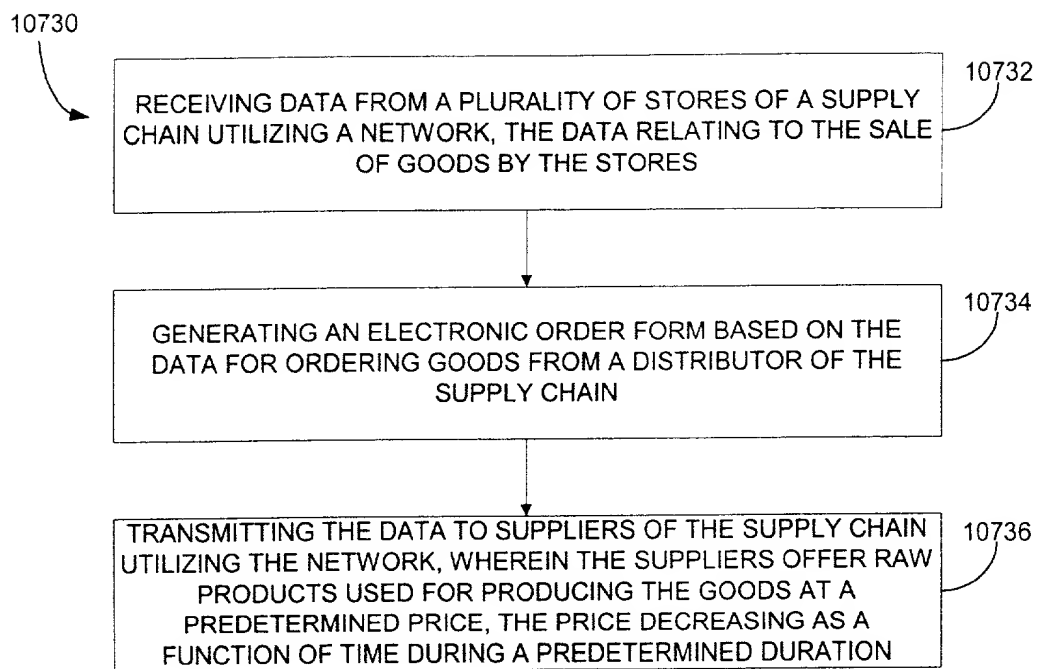 10730
10732
RECEIVING DATA FROM A PLURALITY OF STORES OF A SUPPLY
CHAIN UTILIZING A NETWORK, THE DATA RELATING TO THE SALE
OF GOODS BY THE STORES
10734
GENERATING AN ELECTRONIC ORDER FORM BASED ON THE
DATA FOR ORDERING GOODS FROM A DISTRIBUTOR OF THE
SUPPLY CHAIN
10736
TRANSMITTING THE DATA TO SUPPLIERS OF THE SUPPLY CHAIN
UTILIZING THE NETWORK, WHEREIN THE SUPPLIERS OFFER RAW
PRODUCTS USED FOR PRODUCING THE GOODS AT A
PREDETERMINED PRICE, THE PRICE DECREASING AS A
FUNCTION OF TIME DURING A PREDETERMINED DURATION